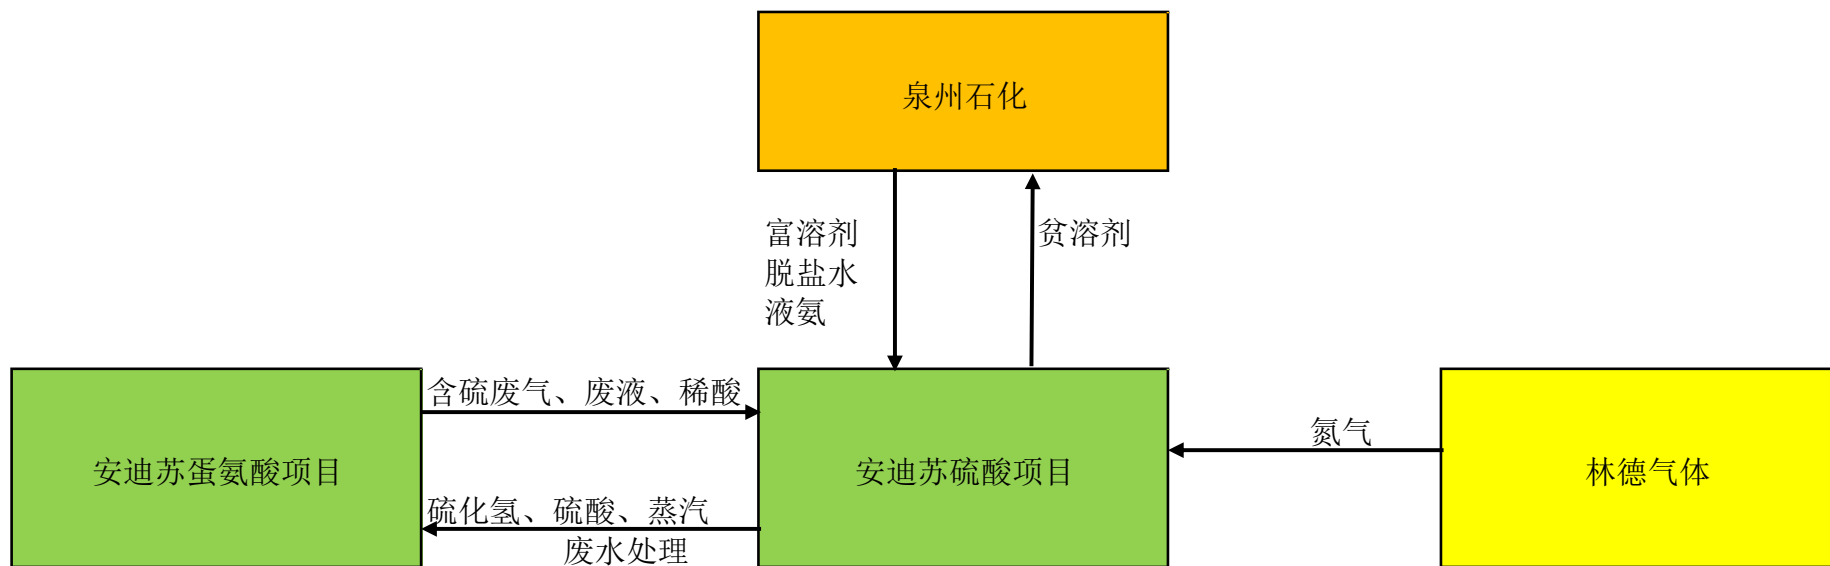 泉州石化
富溶剂
脱盐水
液氨
贫溶剂
含硫废气、废液、稀酸
氮气
安迪苏蛋氨酸项目
安迪苏硫酸项目
林德气体
硫化氢、硫酸、蒸汽
废水处理